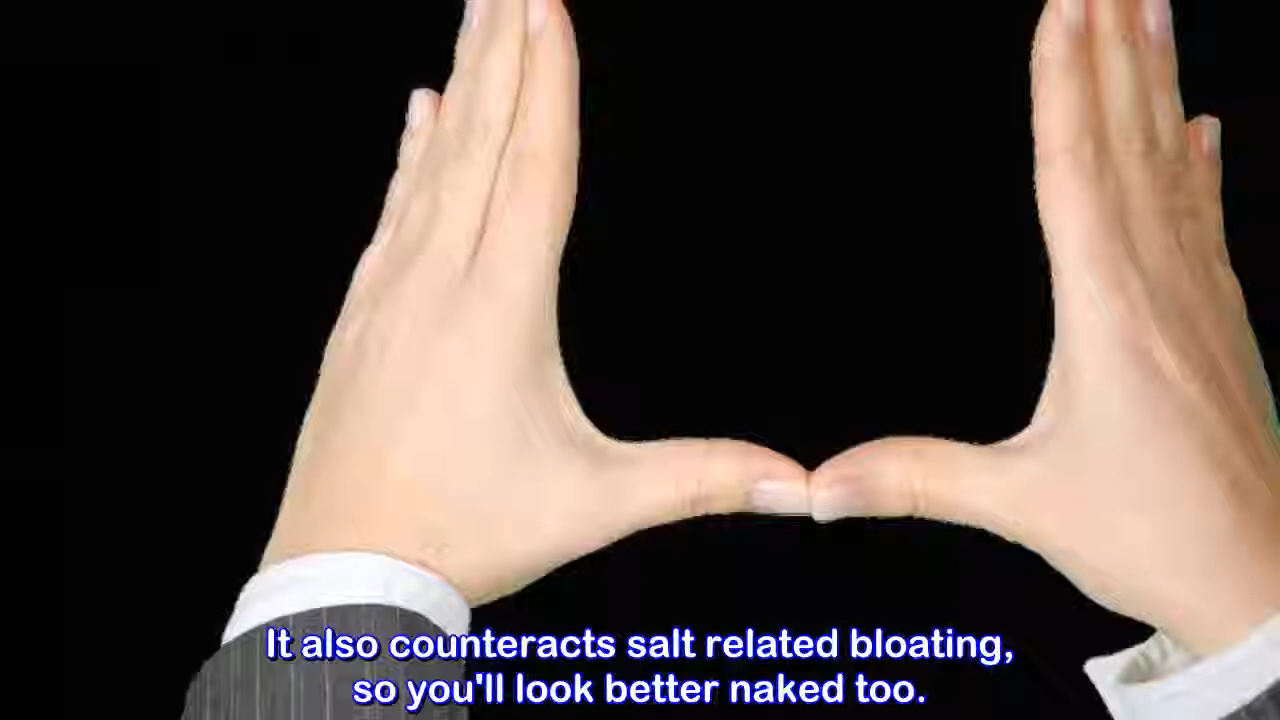 It also counteracts salt related bloating,
so you'll look better naked too.